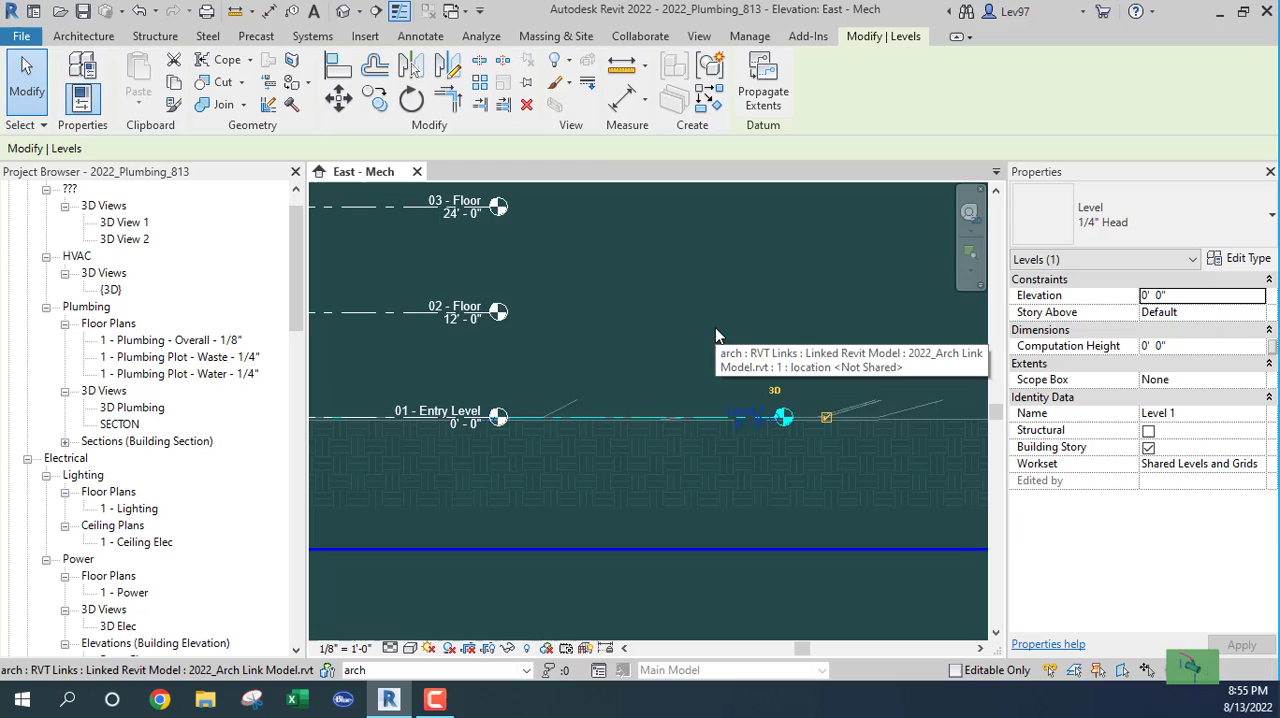 Autodesk Revit 2022 - 2022_Plumbing_813 - Elevation: East - Mech
Lev97
File Architecture Structure Steel Precast Systems Insert Annotate Analyze Massing & Site Collaborate View Manage Add-Ins Modify | Levels
Modify
Paste
Cope
Cut
Join
Propagate
Extents
Select Properties Clipboard Geometry Modify View Measure Create Datum
Modify | Levels
Project Browser - 2022_Plumbing_813
East - Mech
Properties
???
3D Views
3D View 1
3D View 2
HVAC
3D Views
{3D}
Plumbing
Floor Plans
1 - Plumbing - Overall - 1/8"
1 - Plumbing Plot - Waste - 1/4"
1 - Plumbing Plot - Water - 1/4"
3D Views
3D Plumbing
SECTON
Sections (Building Section)
Electrical
Lighting
Floor Plans
1 - Lighting
Ceiling Plans
1 - Ceiling Elec
Power
Floor Plans
1 - Power
3D Views
3D Elec
Elevations (Building Elevation)
03 - Floor
24' - 0"
02 - Floor
12' - 0"
01 - Entry Level
0' - 0"
arch : RVT Links : Linked Revit Model : 2022_Arch Link
Model.rvt : 1 : location <Not Shared>
3D
Level
1/4" Head
Levels (1)
Edit Type
Constraints
Elevation 0' 0"
Story Above Default
Dimensions
Computation Height 0' 0"
Extents
Scope Box None
Identity Data
Name Level 1
Structural
Building Story
Workset Shared Levels and Grids
Edited by
Properties help
Apply
1/8" = 1'-0"
arch : RVT Links : Linked Revit Model : 2022_Arch Link Model.rvt
arch
:0
Main Model
Editable Only
Blue
8:55 PM
8/13/2022